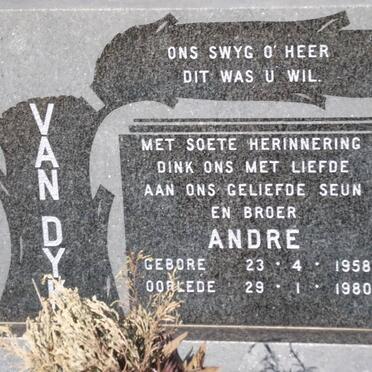 ONS SWYG O' HEER
DIT WAS U WIL.
VAN DY
MET SOETE HERINNERING
DINK ONS MET LIEFDE
AAN ONS GELIEFDE SEUN
EN BROER
ANDRE
GEBORE 23 · 4 · 1958
OORLEDE 29 · 1 · 1980